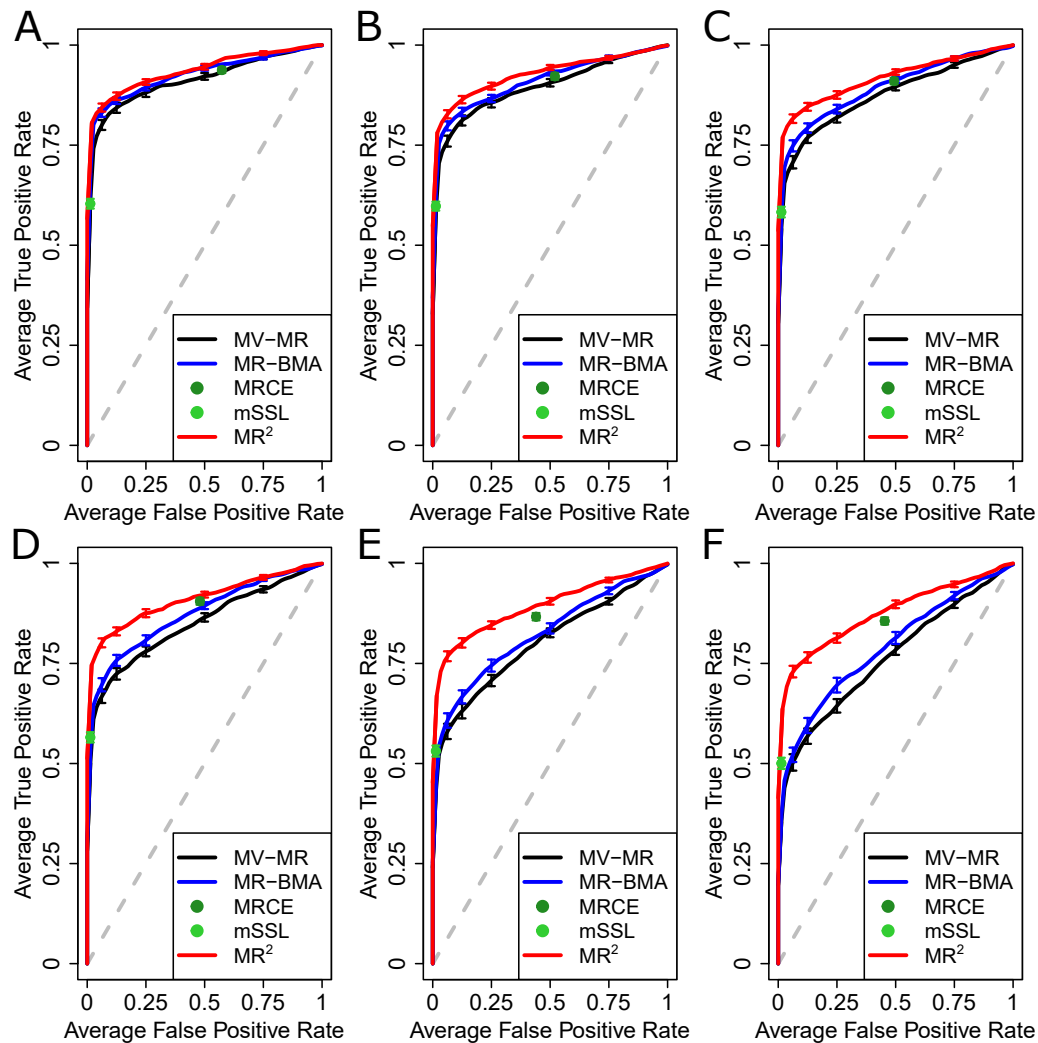 A
Average True Positive Rate
0 0.25 0.5 0.75 1
MV−MR
MR−BMA
MRCE
mSSL
MR²
0 0.25 0.5 0.75 1
Average False Positive Rate
B
Average True Positive Rate
0 0.25 0.5 0.75 1
MV−MR
MR−BMA
MRCE
mSSL
MR²
0 0.25 0.5 0.75 1
Average False Positive Rate
C
Average True Positive Rate
0 0.25 0.5 0.75 1
MV−MR
MR−BMA
MRCE
mSSL
MR²
0 0.25 0.5 0.75 1
Average False Positive Rate
D
Average True Positive Rate
0 0.25 0.5 0.75 1
MV−MR
MR−BMA
MRCE
mSSL
MR²
0 0.25 0.5 0.75 1
Average False Positive Rate
E
Average True Positive Rate
0 0.25 0.5 0.75 1
MV−MR
MR−BMA
MRCE
mSSL
MR²
0 0.25 0.5 0.75 1
Average False Positive Rate
F
Average True Positive Rate
0 0.25 0.5 0.75 1
MV−MR
MR−BMA
MRCE
mSSL
MR²
0 0.25 0.5 0.75 1
Average False Positive Rate